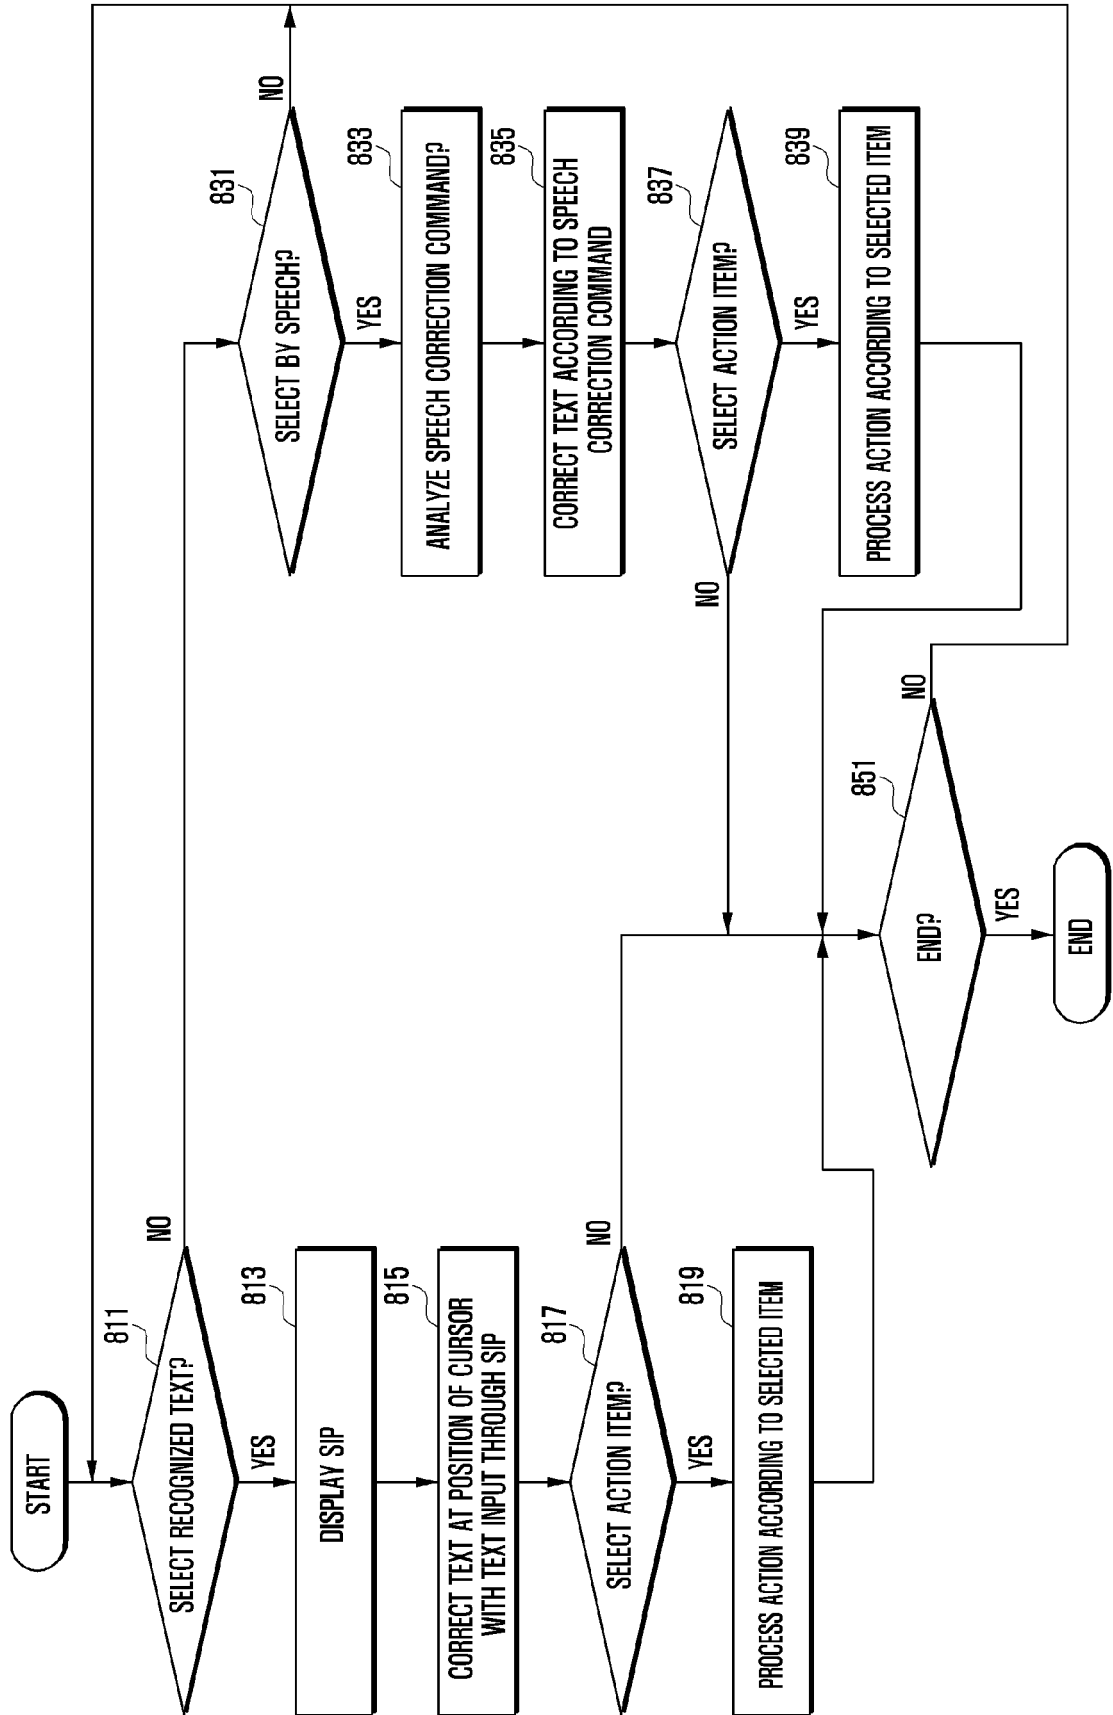 START
811
SELECT RECOGNIZED TEXT?
NO
YES
813
DISPLAY SIP
815
CORRECT TEXT AT POSITION OF CURSOR
WITH TEXT INPUT THROUGH SIP
817
SELECT ACTION ITEM?
NO
YES
819
PROCESS ACTION ACCORDING TO SELECTED ITEM
831
SELECT BY SPEECH?
NO
YES
833
ANALYZE SPEECH CORRECTION COMMAND?
835
CORRECT TEXT ACCORDING TO SPEECH
CORRECTION COMMAND
837
SELECT ACTION ITEM?
NO
YES
839
PROCESS ACTION ACCORDING TO SELECTED ITEM
851
END?
NO
YES
END